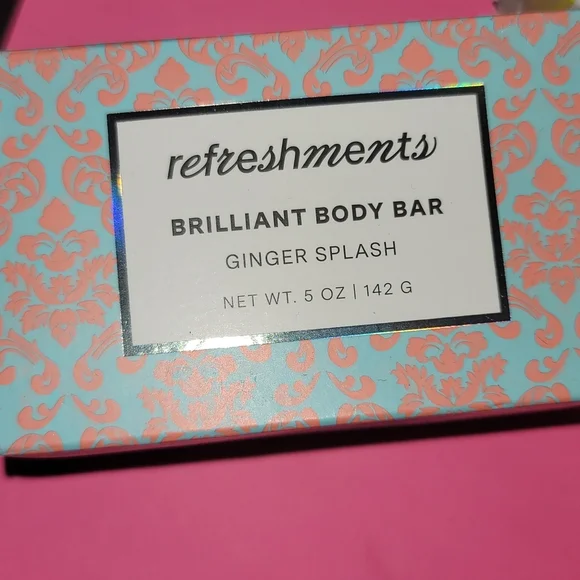 refreshments
BRILLIANT BODY BAR
GINGER SPLASH
NET WT. 5 OZ | 142 G